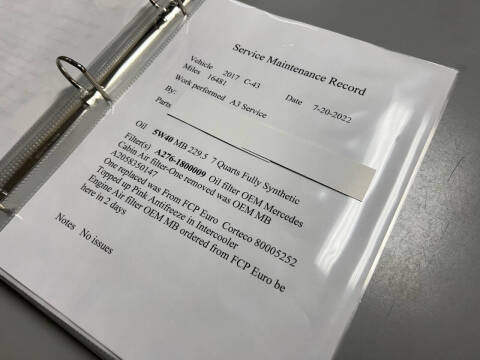 Service Maintenance Record
Vehicle 2017 C-43 Date 7-20-2022
Miles 16481
Work performed A3 Service
By:
Parts
Oil 5W40 MB 229.5 7 Quarts Fully Synthetic
Filter(s) A276-1800009 Oil filter OEM Mercedes
Cabin Air filter-One removed was OEM MB
A2058350147
One replaced was From FCP Euro Corteco 80005252
Topped up Pink Antifreeze in Intercooler
Engine Air filter OEM MB ordered from FCP Euro be
here in 2 days
Notes No issues